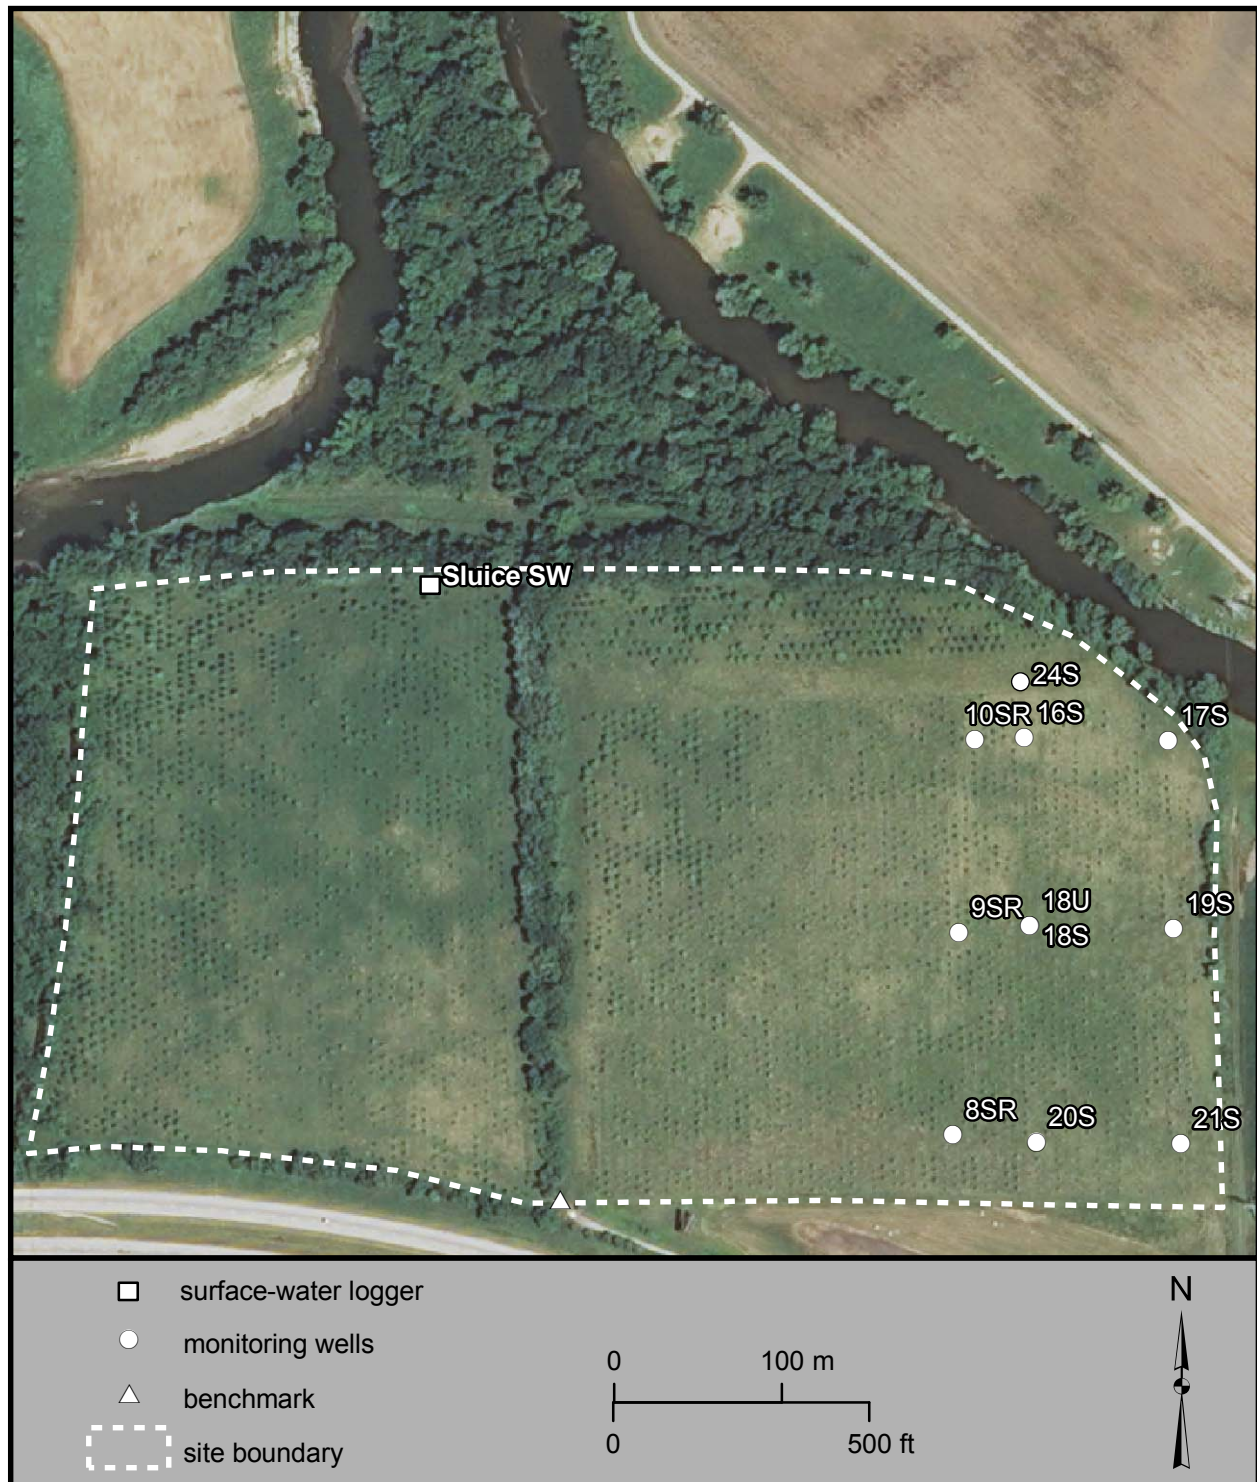 Sluice SW
24S
10SR 16S
17S
9SR
18U
18S
19S
8SR
20S
21S
surface-water logger
monitoring wells
benchmark
site boundary
0 100 m
0 500 ft
N